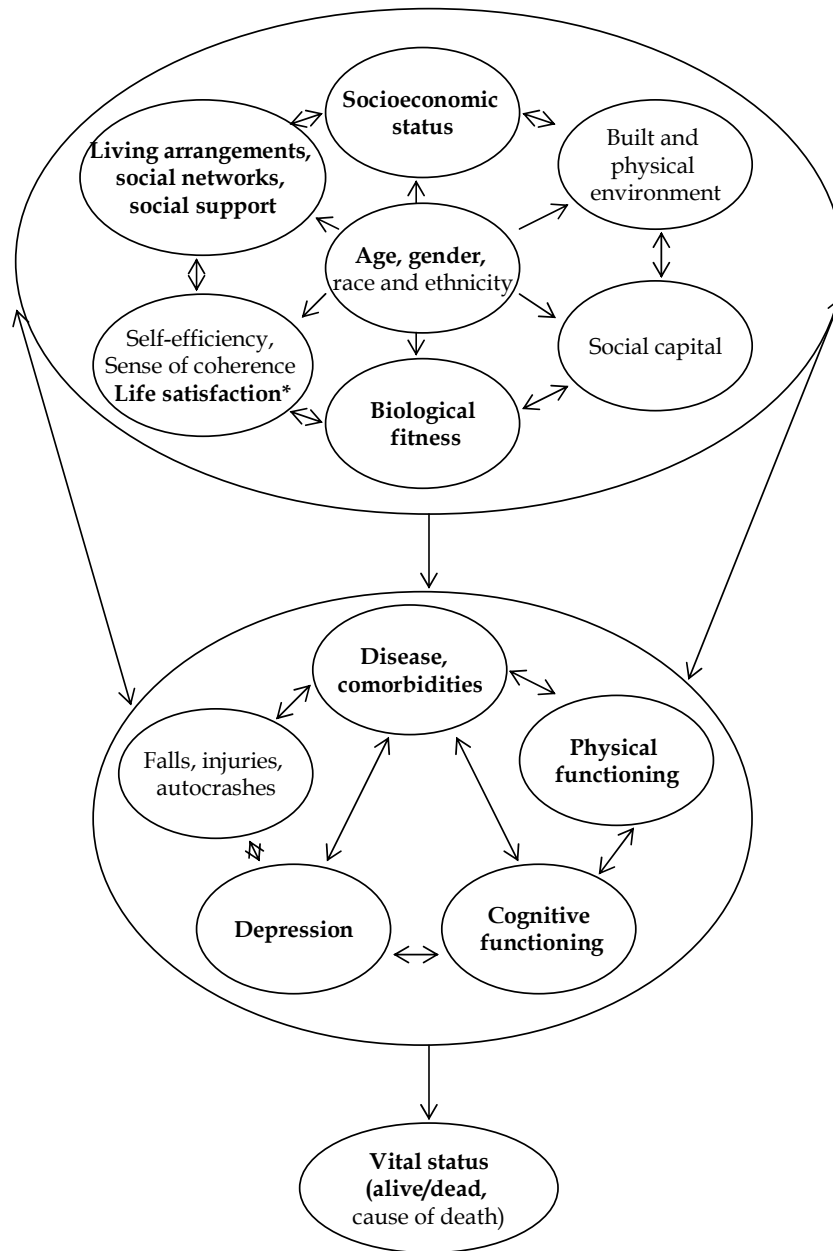 Socioeconomic
status
Living arrangements,
social networks,
social support
Built and
physical
environment
Age, gender,
race and ethnicity
Self-efficiency,
Sense of coherence
Life satisfaction*
Social capital
Biological
fitness
Disease,
comorbidities
Falls, injuries,
autocrashes
Physical
functioning
Depression
Cognitive
functioning
Vital status
(alive/dead,
cause of death)